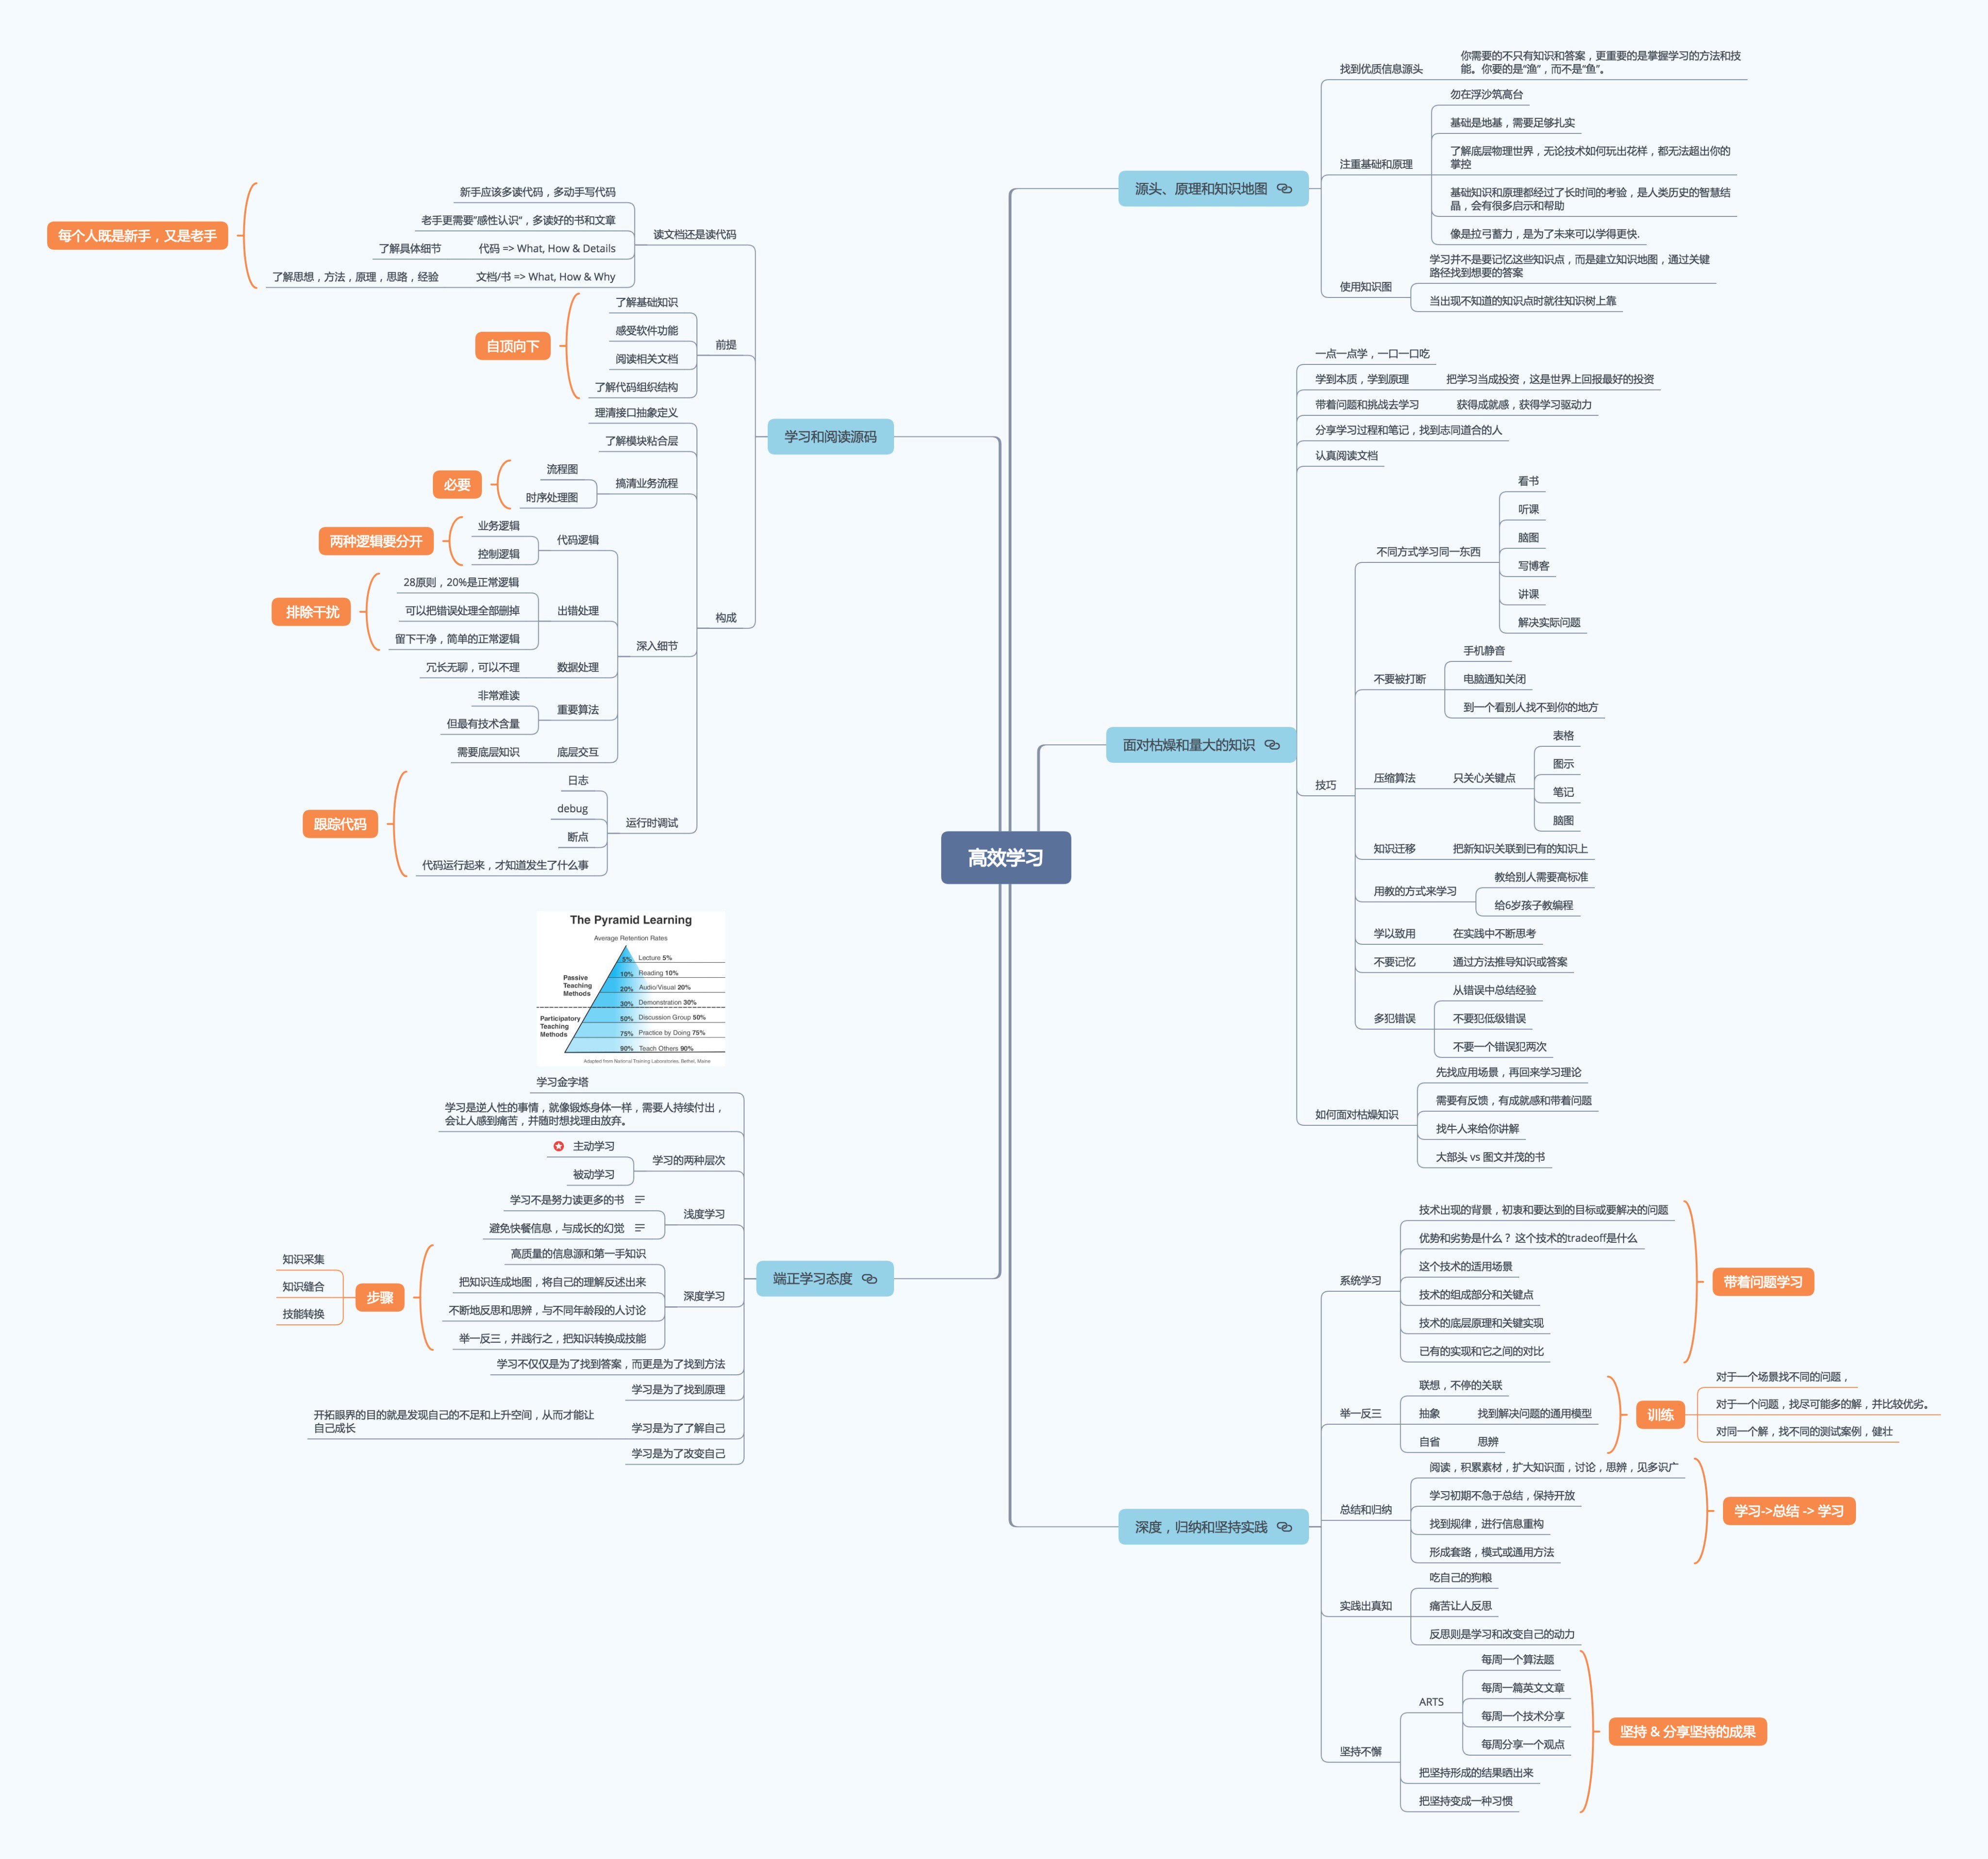 高效学习
源头、原理和知识地图
找到优质信息源头
你需要的不只有知识和答案，更重要的是掌握学习的方法和技
能。你要的是“渔”，而不是“鱼”。
注重基础和原理
勿在浮沙筑高台
基础是地基，需要足够扎实
了解底层物理世界，无论技术如何玩出花样，都无法超出你的
掌控
基础知识和原理都经过了长时间的考验，是人类历史的智慧结
晶，会有很多启示和帮助
像是拉弓蓄力，是为了未来可以学得更快.
使用知识图
学习并不是要记忆这些知识点，而是建立知识地图，通过关键
路径找到想要的答案
当出现不知道的知识点时就往知识树上靠
面对枯燥和量大的知识
一点一点学，一口一口吃
学到本质，学到原理
把学习当成投资，这是世界上回报最好的投资
带着问题和挑战去学习
获得成就感，获得学习驱动力
分享学习过程和笔记，找到志同道合的人
认真阅读文档
技巧
不同方式学习同一东西
看书
听课
脑图
写博客
讲课
解决实际问题
不要被打断
手机静音
电脑通知关闭
到一个看别人找不到你的地方
压缩算法
只关心关键点
表格
图示
笔记
脑图
知识迁移
把新知识关联到已有的知识上
用教的方式来学习
教给别人需要高标准
给6岁孩子教编程
学以致用
在实践中不断思考
不要记忆
通过方法推导知识或答案
多犯错误
从错误中总结经验
不要犯低级错误
不要一个错误犯两次
如何面对枯燥知识
先找应用场景，再回来学习理论
需要有反馈，有成就感和带着问题
找牛人来给你讲解
大部头 vs 图文并茂的书
深度，归纳和坚持实践
系统学习
技术出现的背景，初衷和要达到的目标或要解决的问题
优势和劣势是什么？ 这个技术的tradeoff是什么
这个技术的适用场景
技术的组成部分和关键点
技术的底层原理和关键实现
已有的实现和它之间的对比
带着问题学习
举一反三
联想，不停的关联
抽象
找到解决问题的通用模型
自省
思辨
训练
对于一个场景找不同的问题，
对于一个问题，找尽可能多的解，并比较优劣。
对同一个解，找不同的测试案例，健壮
总结和归纳
阅读，积累素材，扩大知识面，讨论，思辨，见多识广
学习初期不急于总结，保持开放
找到规律，进行信息重构
形成套路，模式或通用方法
学习->总结 -> 学习
实践出真知
吃自己的狗粮
痛苦让人反思
反思则是学习和改变自己的动力
坚持不懈
ARTS
每周一个算法题
每周一篇英文文章
每周一个技术分享
每周分享一个观点
把坚持形成的结果晒出来
把坚持变成一种习惯
坚持 & 分享坚持的成果
学习和阅读源码
读文档还是读代码
新手应该多读代码，多动手写代码
老手更需要”感性认识“，多读好的书和文章
代码 => What, How & Details
了解具体细节
文档/书 => What, How & Why
了解思想，方法，原理，思路，经验
每个人既是新手，又是老手
前提
了解基础知识
感受软件功能
阅读相关文档
了解代码组织结构
自顶向下
构成
理清接口抽象定义
了解模块粘合层
搞清业务流程
流程图
时序处理图
必要
深入细节
代码逻辑
业务逻辑
控制逻辑
两种逻辑要分开
出错处理
28原则，20%是正常逻辑
可以把错误处理全部删掉
留下干净，简单的正常逻辑
排除干扰
数据处理
冗长无聊，可以不理
重要算法
非常难读
但最有技术含量
底层交互
需要底层知识
运行时调试
日志
debug
断点
代码运行起来，才知道发生了什么事
跟踪代码
端正学习态度
The Pyramid Learning
Average Retention Rates
5% Lecture 5%
10% Reading 10%
20% Audio/Visual 20%
30% Demonstration 30%
50% Discussion Group 50%
75% Practice by Doing 75%
90% Teach Others 90%
Passive
Teaching
Methods
Participatory
Teaching
Methods
Adapted from National Training Laboratories. Bethel, Maine
学习金字塔
学习是逆人性的事情，就像锻炼身体一样，需要人持续付出，
会让人感到痛苦，并随时想找理由放弃。
学习的两种层次
主动学习
被动学习
浅度学习
学习不是努力读更多的书
避免快餐信息，与成长的幻觉
深度学习
高质量的信息源和第一手知识
把知识连成地图，将自己的理解反述出来
不断地反思和思辨，与不同年龄段的人讨论
举一反三，并践行之，把知识转换成技能
步骤
知识采集
知识缝合
技能转换
学习不仅仅是为了找到答案，而更是为了找到方法
学习是为了找到原理
学习是为了了解自己
开拓眼界的目的就是发现自己的不足和上升空间，从而才能让
自己成长
学习是为了改变自己